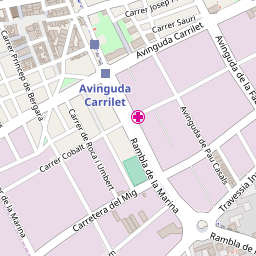 Carrer Josep P
Carrer Sauri
Avinguda Carrilet
Avinguda de la Fa
Carrer Príncep de Bergara
Avinguda
Carrilet
Carrer de Roca i Umbert
Carrer Cobalt
Avinguda de Pau Casals
Rambla de la Marina
Carretera del Mig
Travessia In
de la Marina
Rambla de